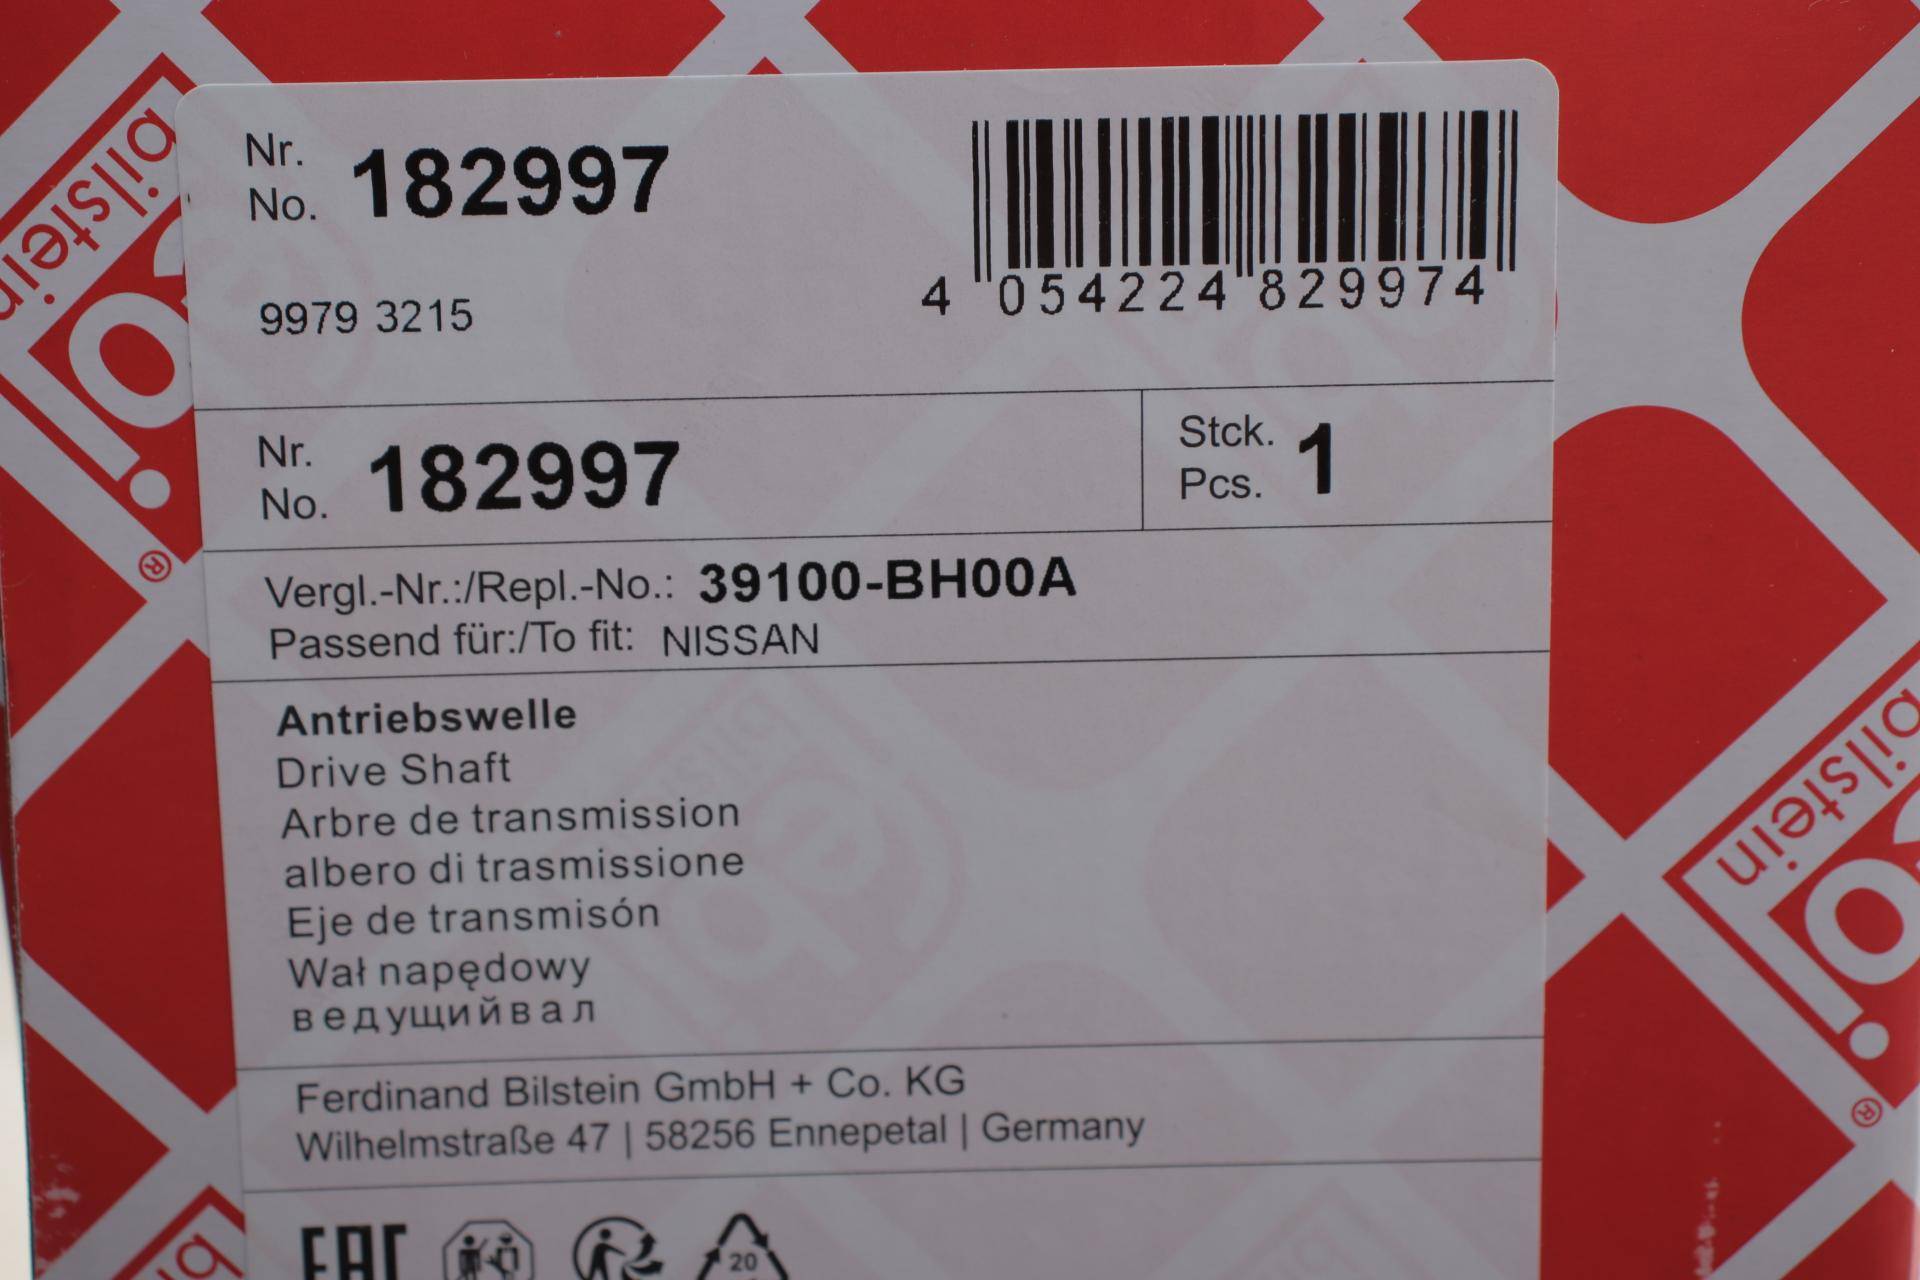 Nr.
No. 182997
4 054224 829974
9979 3215
Nr.
No. 182997
Stck.
Pcs. 1
Vergl.-Nr.:/Repl.-No.: 39100-BH00A
Passend für:/To fit: NISSAN
Antriebswelle
Drive Shaft
Arbre de transmission
albero di trasmissione
Eje de transmisón
Wał napędowy
ведущийвал
Ferdinand Bilstein GmbH + Co. KG
Wilhelmstraße 47 | 58256 Ennepetal | Germany
EAC
20
bilstein
®
bilstein
®